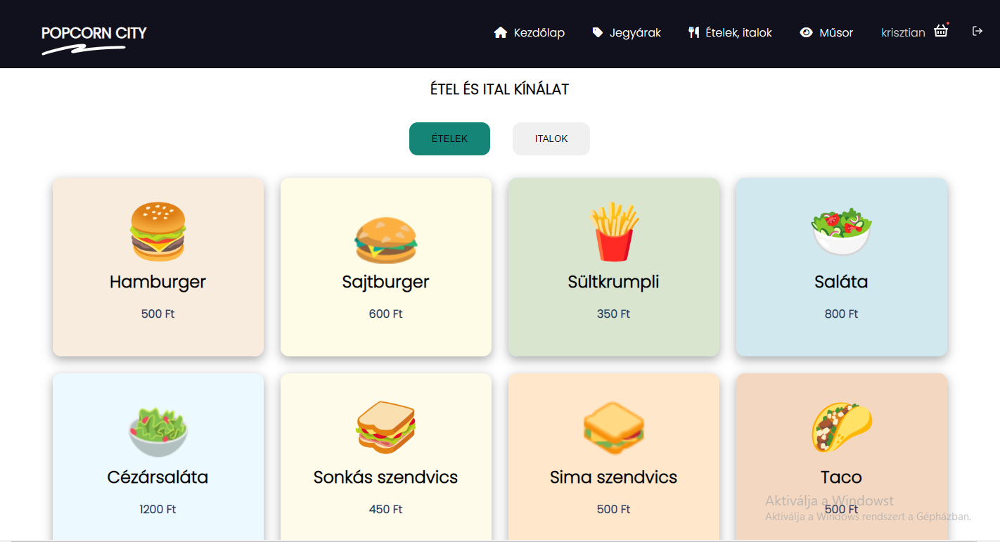 POPCORN CITY
Kezdőlap
Jegyárak
Ételek, italok
Műsor
krisztian
ÉTEL ÉS ITAL KÍNÁLAT
ÉTELEK
ITALOK
Hamburger
Sajtburger
Sültkrumpli
Saláta
500 Ft
600 Ft
350 Ft
800 Ft
Cézársaláta
Sonkás szendvics
Sima szendvics
Taco
1200 Ft
450 Ft
500 Ft
500 Ft
Aktiválja a Windowst
Aktiválja a Windows rendszert a Gépházban.